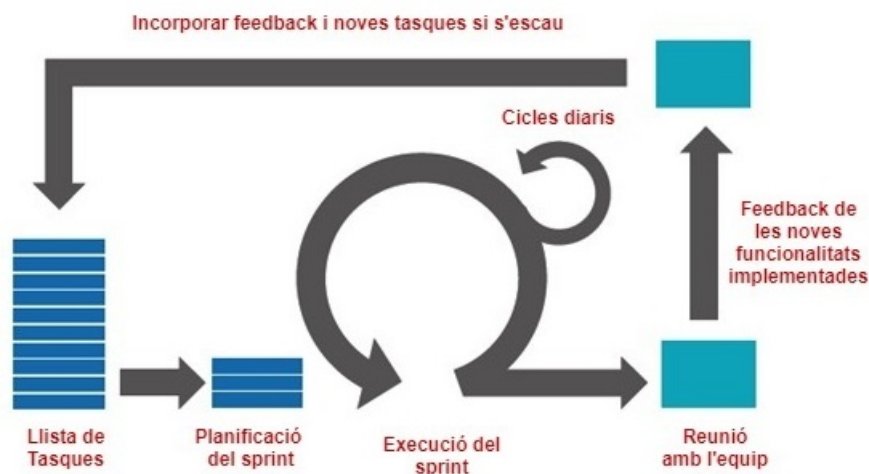 Incorporar feedback i noves tasques si s'escau
Cicles diaris
Feedback de
les noves
funcionalitats
implementades
Llista de
Tasques
Planificació
del sprint
Execució del
sprint
Reunió
amb l'equip